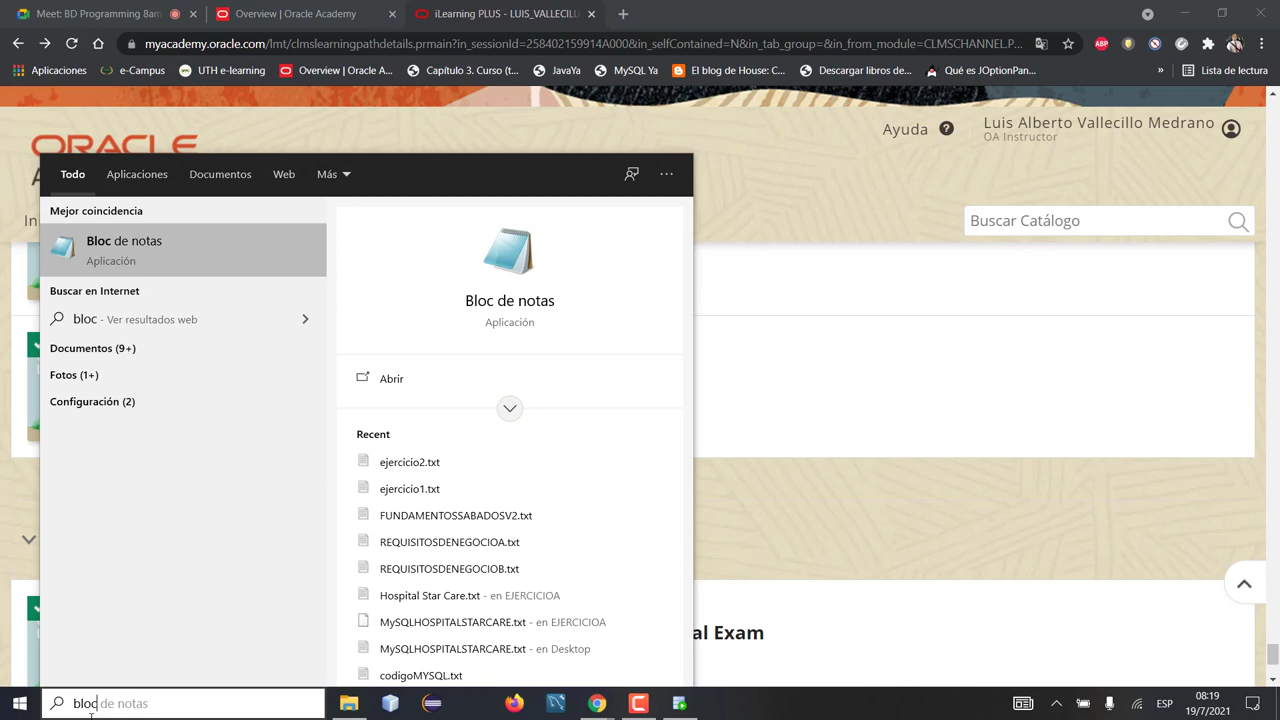 Meet: BD Mar 8:00 am
Oracle Academy
iLearning PLUS - LUIS_VALLECILL
myacademy.oracle.com/lmt/clmslearningpathdetails.prmain?in_sessionId=258402159914A000&in_selfContained=N&in_tab_group=&in_from_module=CLMSCHANNEL.P...
Aplicaciones
e-Campus
UTH e-learning
Overview | Oracle A...
Capítulo 3. Curso (t...
JavaYa
MySQL Ya
El blog de House: C...
Descargar libros de...
Qué es JOptionPan...
»
Lista de lectura
ORACLE
Ayuda ?
Luis Alberto Vallecillo Medrano
OA Instructor
Buscar Catálogo
Todo
Aplicaciones
Documentos
Web
Más
Mejor coincidencia
Bloc de notas
Aplicación
Buscar en Internet
bloc - Ver resultados web
Documentos (9+)
Fotos (1+)
Configuración (2)
Bloc de notas
Aplicación
Abrir
Recent
ejercicio2.txt
ejercicio1.txt
FUNDAMENTOSSABADOSV2.txt
REQUISITOSDENEGOCIOA.txt
REQUISITOSDENEGOCIOB.txt
Hospital Star Care.txt - en EJERCICIOA
MySQLHOSPITALSTARCARE.txt - en EJERCICIOA
MySQLHOSPITALSTARCARE.txt - en Desktop
codigoMYSQL.txt
al Exam
bloc de notas
ESP
08:19
19/7/2021